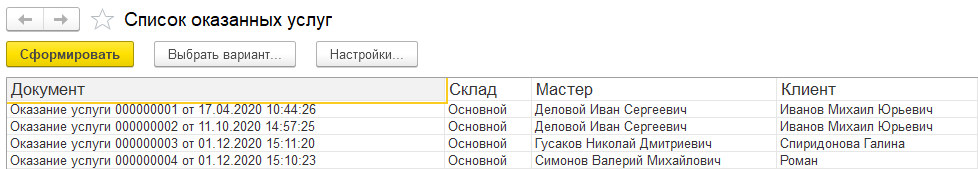 Список оказанных услуг
Сформировать Выбрать вариант... Настройки...
Документ Склад Мастер Клиент
Оказание услуги 000000001 от 17.04.2020 10:44:26 Основной Деловой Иван Сергеевич Иванов Михаил Юрьевич
Оказание услуги 000000002 от 11.10.2020 14:57:25 Основной Деловой Иван Сергеевич Иванов Михаил Юрьевич
Оказание услуги 000000003 от 01.12.2020 15:11:20 Основной Гусаков Николай Дмитриевич Спиридонова Галина
Оказание услуги 000000004 от 01.12.2020 15:10:23 Основной Симонов Валерий Михайлович Роман